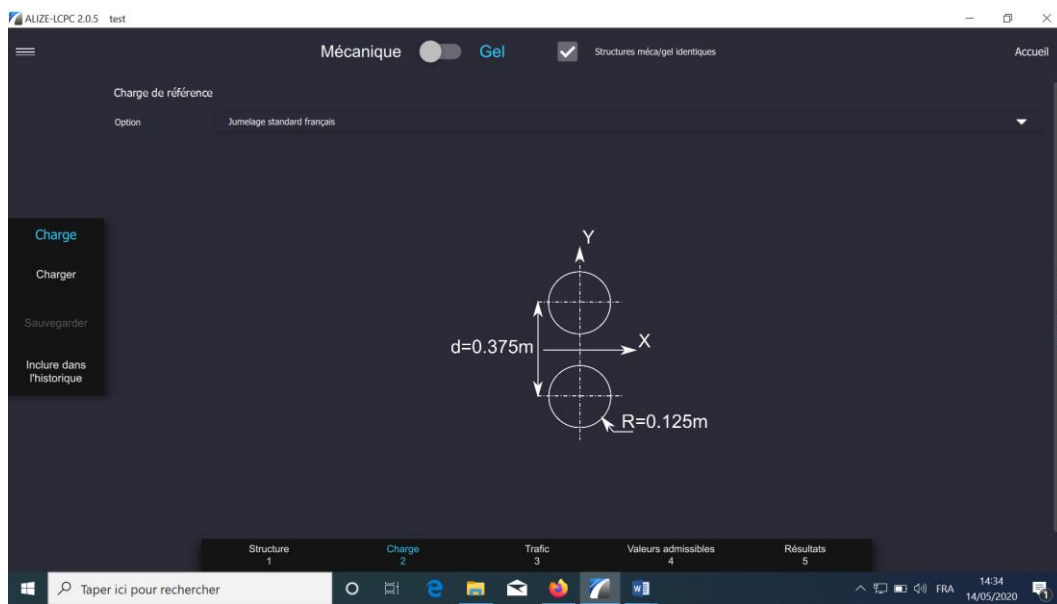 ALIZE-LCPC 2.0.5 test
Mécanique Gel Structures méca/gel identiques Accueil
Charge de référence
Option Jumelage standard français
Charge
Charger
Sauvegarder
Inclure dans
l'historique
Y
d=0.375m
X
R=0.125m
Structure Charge Trafic Valeurs admissibles Résultats
1 2 3 4 5
Taper ici pour rechercher
FRA
14:34
14/05/2020